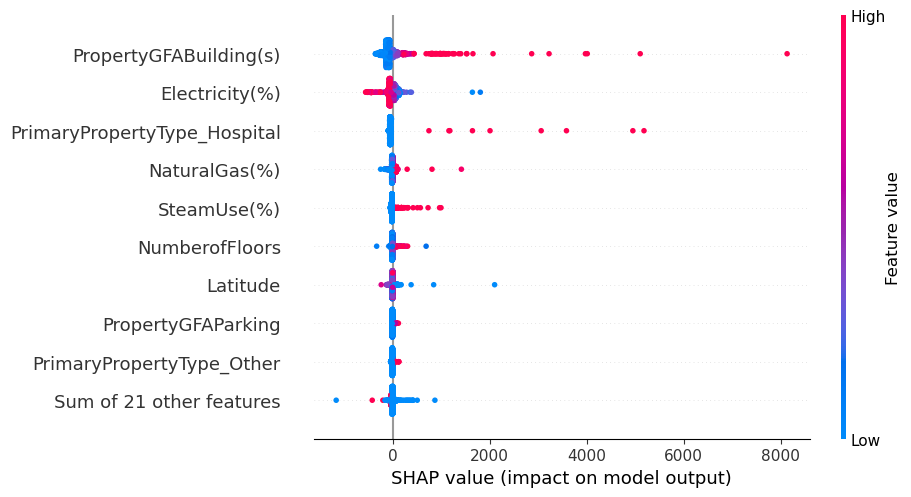 High
PropertyGFABuilding(s)
Electricity(%)
PrimaryPropertyType_Hospital
NaturalGas(%)
SteamUse(%)
NumberofFloors
Latitude
PropertyGFAParking
PrimaryPropertyType_Other
Sum of 21 other features
Feature value
Low
0 2000 4000 6000 8000
SHAP value (impact on model output)